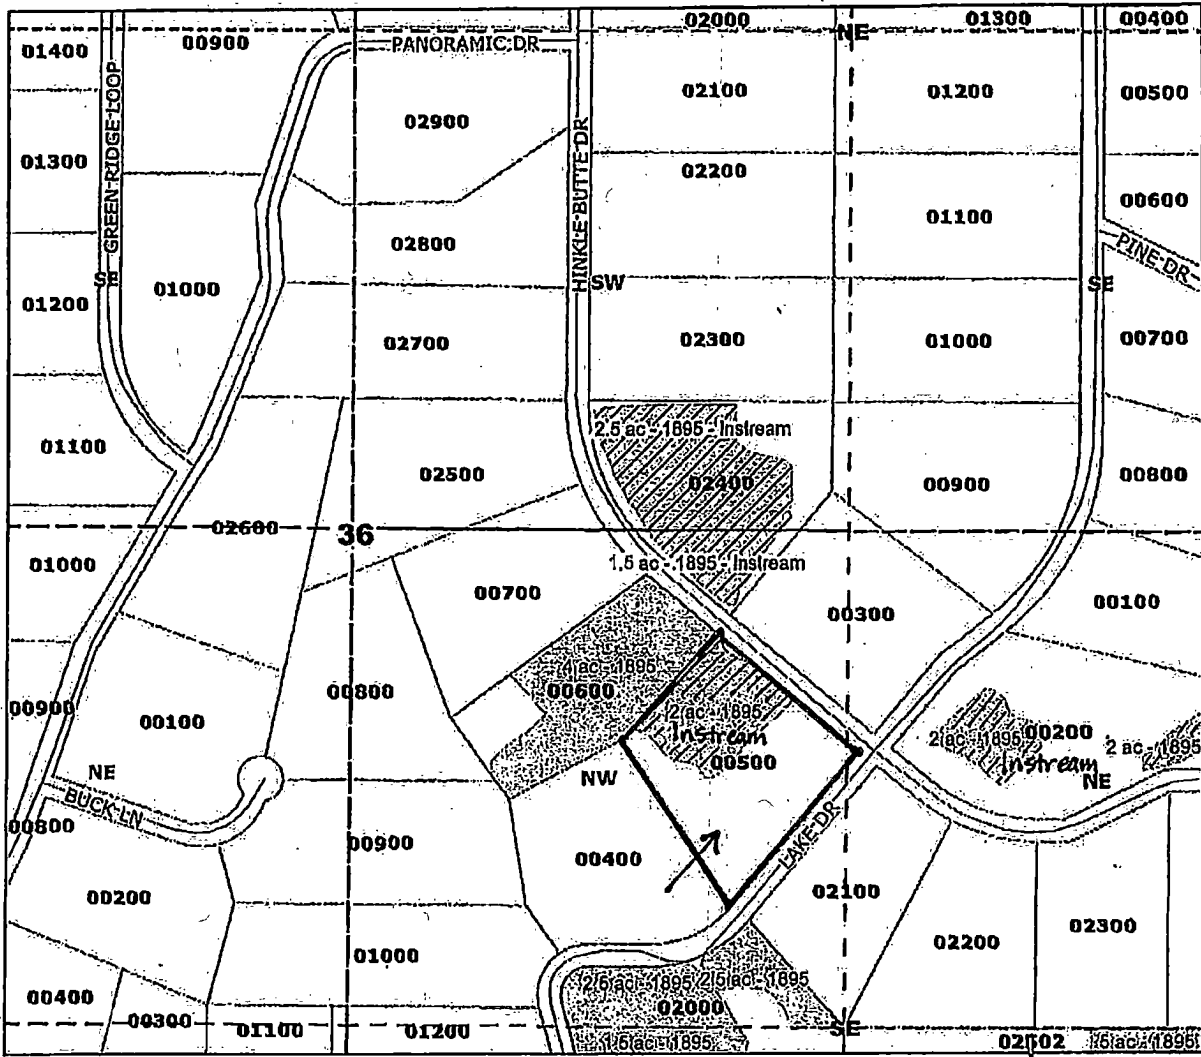 02000
01300
00400
01400
00900
PANORAMIC DR
NE
GREEN RIDGE LOOP
02900
HINKLE BUTTE DR
02100
01200
00500
01300
02200
02800
01100
00600
PINE DR
SE
01200
01000
SW
SE
02700
02300
01000
00700
01100
02500
2.5 ac - 1895 - Instream
02400
00900
00800
02600
36
01000
1.5 ac - 1895 - Instream
00700
00300
00100
4 ac - 1895
00600
00900
00100
00800
2 ac - 1895
Instream
00500
2 ac - 1895
00200
Instream
2 ac - 1895
NE
NE
NW
BUCK LN
00800
00900
00400
LAKE DR
02100
00200
02200
02300
01000
2.5 ac - 1895
2.5 ac - 1895
02000
00400
00300
01100
01200
SE
1.5 ac - 1895
02102
1.5 ac - 1895